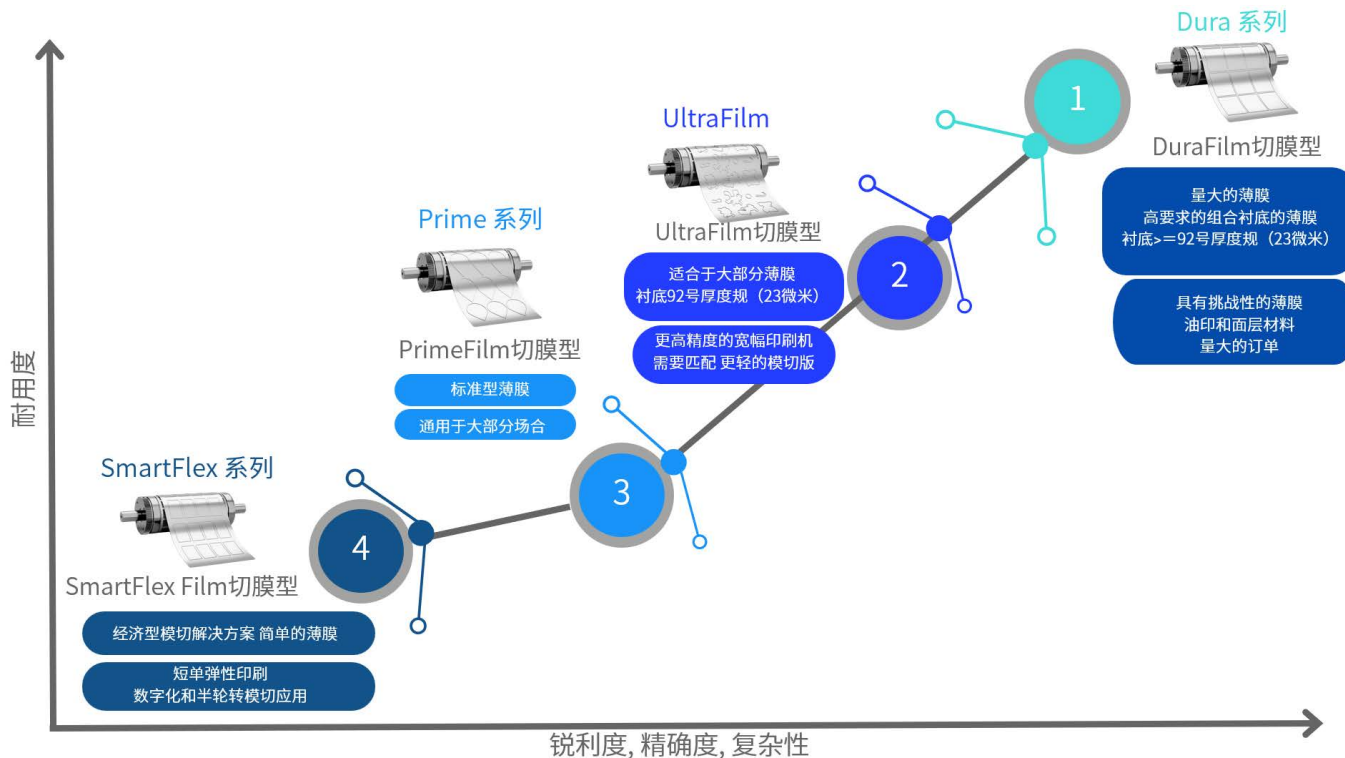 Dura 系列
1
DuraFilm切膜型
量大的薄膜
高要求的组合衬底的薄膜
衬底>=92号厚度规（23微米）
具有挑战性的薄膜
油印和面层材料
量大的订单
UltraFilm
2
UltraFilm切膜型
适合于大部分薄膜
衬底92号厚度规（23微米）
更高精度的宽幅印刷机
需要匹配 更轻的模切版
Prime 系列
3
PrimeFilm切膜型
标准型薄膜
通用于大部分场合
SmartFlex 系列
4
SmartFlex Film切膜型
经济型模切解决方案 简单的薄膜
短单弹性印刷
数字化和半轮转模切应用
耐用度
锐利度, 精确度, 复杂性